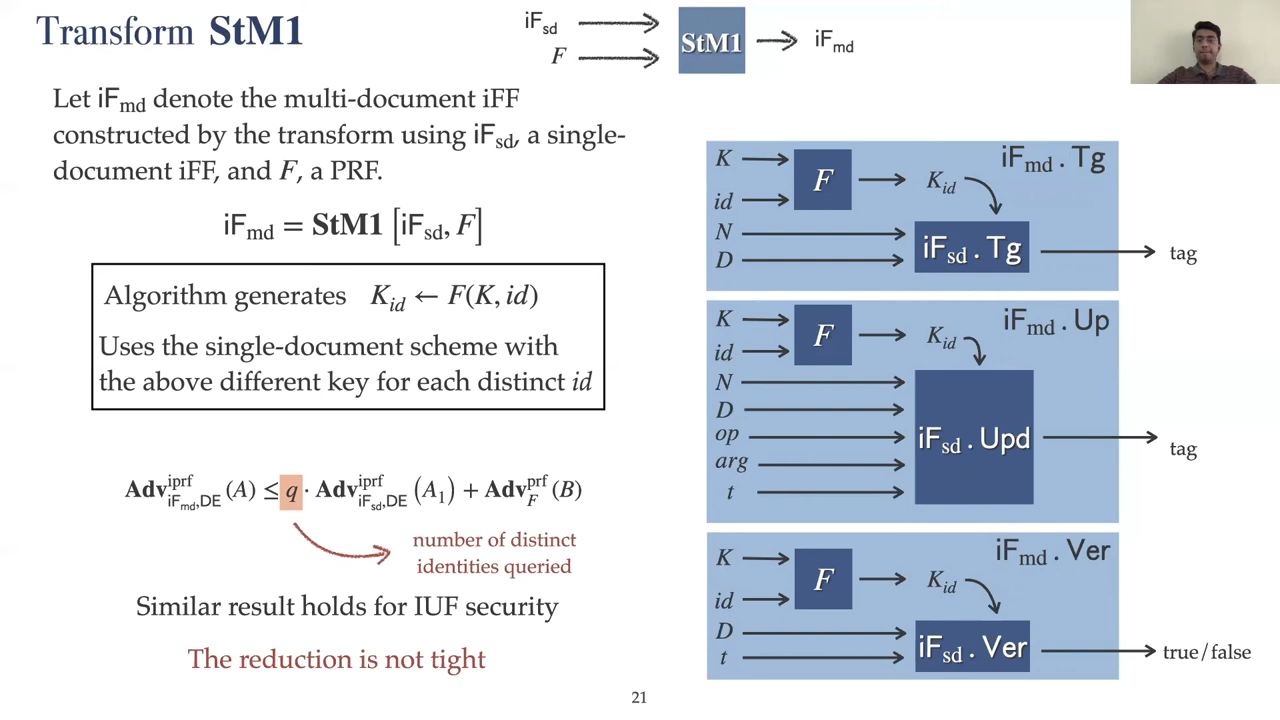 Transform StM1
iF_sd
F
StM1
iF_md
Let iF_md denote the multi-document iFF
constructed by the transform using iF_sd, a single-
document iFF, and F, a PRF.
iF_md = StM1 [iF_sd, F]
Algorithm generates K_id ← F(K, id)
Uses the single-document scheme with
the above different key for each distinct id
Adv^iprf_{iF_md,DE}(A) ≤ q · Adv^iprf_{iF_sd,DE}(A_1) + Adv^prf_F(B)
number of distinct
identities queried
Similar result holds for IUF security
The reduction is not tight
iF_md . Tg
K
id
F
K_id
N
D
iF_sd . Tg
tag
iF_md . Up
K
id
F
K_id
N
D
op
arg
t
iF_sd . Upd
tag
iF_md . Ver
K
id
F
K_id
D
t
iF_sd . Ver
true/false
21